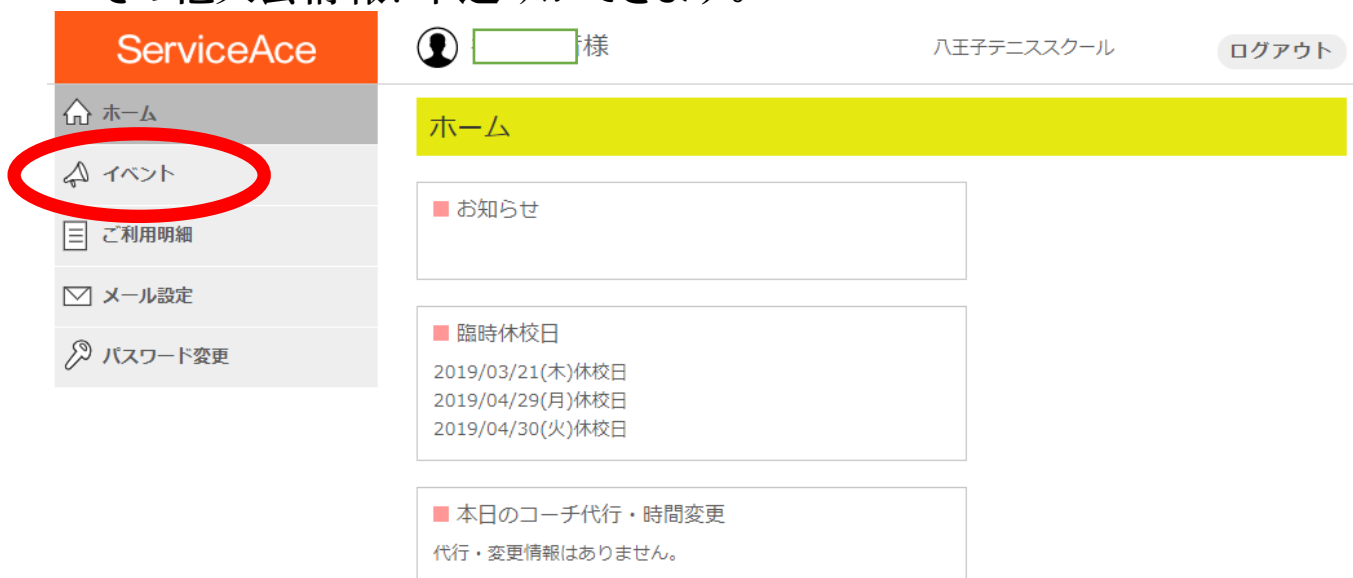 ServiceAce
様
八王子テニススクール
ログアウト
ホーム
イベント
ご利用明細
メール設定
パスワード変更
ホーム
■ お知らせ
■ 臨時休校日
2019/03/21(木)休校日
2019/04/29(月)休校日
2019/04/30(火)休校日
■ 本日のコーチ代行・時間変更
代行・変更情報はありません。